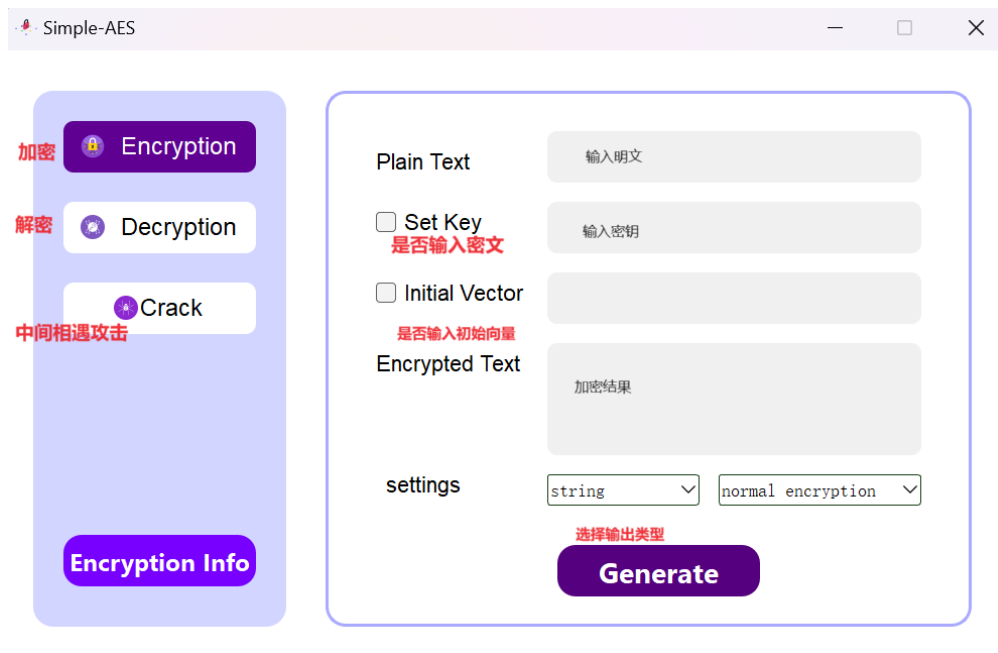 Simple-AES
加密
Encryption
解密
Decryption
Crack
中间相遇攻击
Encryption Info
Plain Text
输入明文
Set Key
输入密钥
是否输入密文
Initial Vector
是否输入初始向量
Encrypted Text
加密结果
settings
string
normal encryption
选择输出类型
Generate